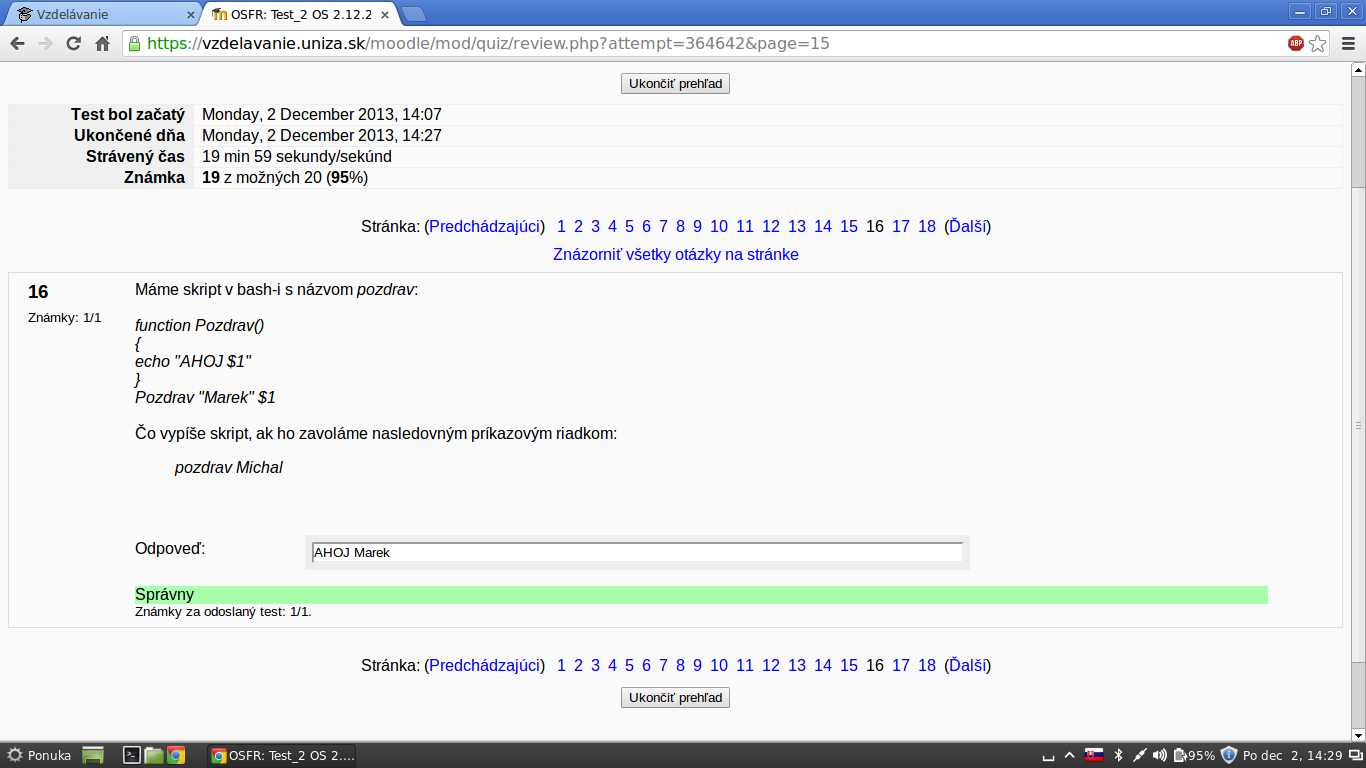 Vzdelávanie
OSFR: Test_2 OS 2.12.2
https://vzdelavanie.uniza.sk/moodle/mod/quiz/review.php?attempt=364642&page=15
ABP
Ukončiť prehľad
Test bol začatý Monday, 2 December 2013, 14:07
Ukončené dňa Monday, 2 December 2013, 14:27
Strávený čas 19 min 59 sekundy/sekúnd
Známka 19 z možných 20 (95%)
Stránka: (Predchádzajúci) 1 2 3 4 5 6 7 8 9 10 11 12 13 14 15 16 17 18 (Ďalší)
Znázorniť všetky otázky na stránke
16
Známky: 1/1
Máme skript v bash-i s názvom pozdrav:
function Pozdrav()
{
echo "AHOJ $1"
}
Pozdrav "Marek" $1
Čo vypíše skript, ak ho zavoláme nasledovným príkazovým riadkom:
pozdrav Michal
Odpoveď: AHOJ Marek
Správny
Známky za odoslaný test: 1/1.
Stránka: (Predchádzajúci) 1 2 3 4 5 6 7 8 9 10 11 12 13 14 15 16 17 18 (Ďalší)
Ukončiť prehľad
Ponuka
OSFR: Test_2 OS 2....
95%
Po dec 2, 14:29